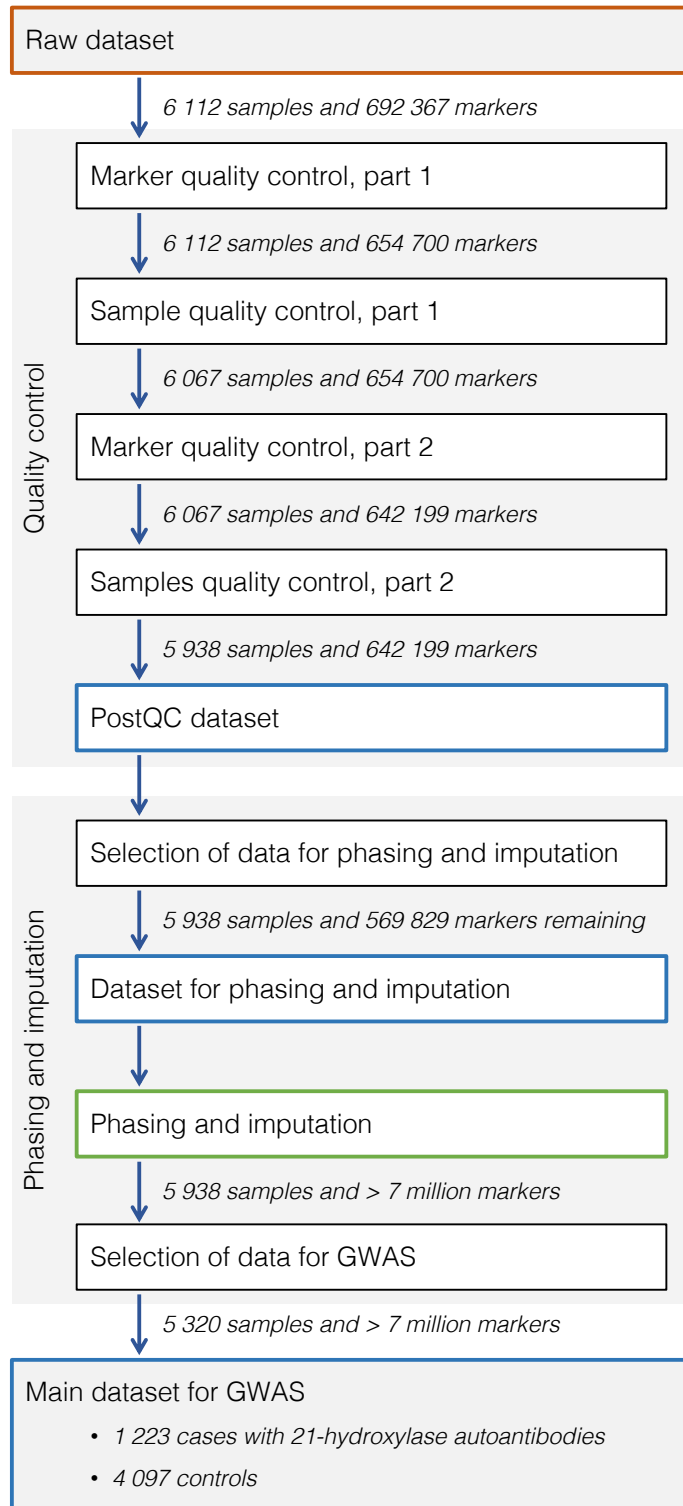 Raw dataset
6 112 samples and 692 367 markers
Quality control
Marker quality control, part 1
6 112 samples and 654 700 markers
Sample quality control, part 1
6 067 samples and 654 700 markers
Marker quality control, part 2
6 067 samples and 642 199 markers
Samples quality control, part 2
5 938 samples and 642 199 markers
PostQC dataset
Phasing and imputation
Selection of data for phasing and imputation
5 938 samples and 569 829 markers remaining
Dataset for phasing and imputation
Phasing and imputation
5 938 samples and > 7 million markers
Selection of data for GWAS
5 320 samples and > 7 million markers
Main dataset for GWAS
• 1 223 cases with 21-hydroxylase autoantibodies
• 4 097 controls